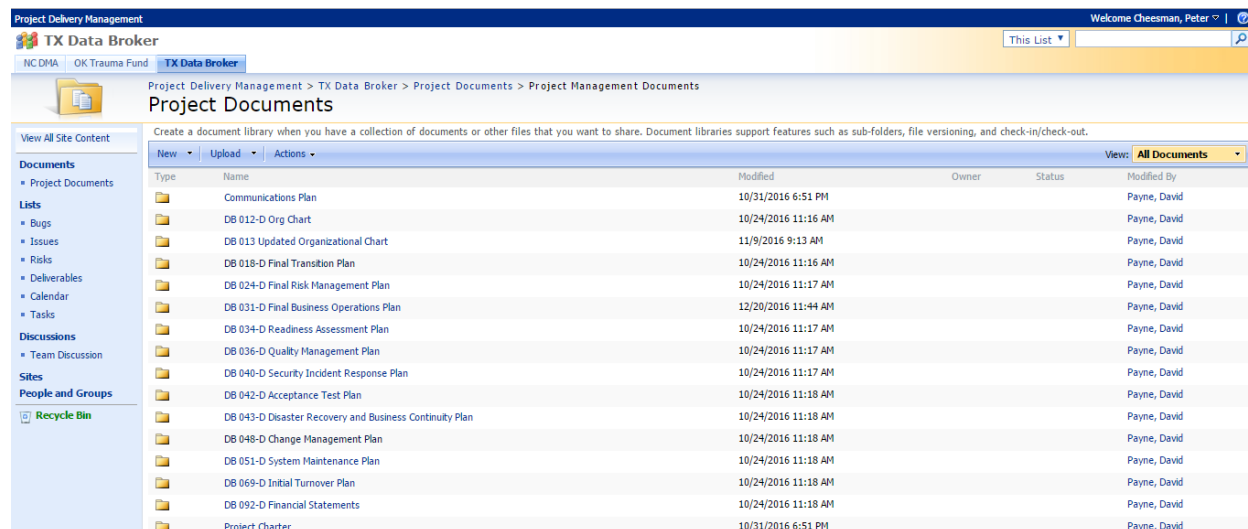 Project Delivery Management Welcome Cheesman, Peter
TX Data Broker This List
NC DMA OK Trauma Fund TX Data Broker
Project Delivery Management > TX Data Broker > Project Documents > Project Management Documents
Project Documents
View All Site Content
Documents
Project Documents
Lists
Bugs
Issues
Risks
Deliverables
Calendar
Tasks
Discussions
Team Discussion
Sites
People and Groups
Recycle Bin
Create a document library when you have a collection of documents or other files that you want to share. Document libraries support features such as sub-folders, file versioning, and check-in/check-out.
New Upload Actions View: All Documents
Type Name Modified Owner Status Modified By
Communications Plan 10/31/2016 6:51 PM Payne, David
DB 012-D Org Chart 10/24/2016 11:16 AM Payne, David
DB 013 Updated Organizational Chart 11/9/2016 9:13 AM Payne, David
DB 018-D Final Transition Plan 10/24/2016 11:16 AM Payne, David
DB 024-D Final Risk Management Plan 10/24/2016 11:17 AM Payne, David
DB 031-D Final Business Operations Plan 12/20/2016 11:44 AM Payne, David
DB 034-D Readiness Assessment Plan 10/24/2016 11:17 AM Payne, David
DB 036-D Quality Management Plan 10/24/2016 11:17 AM Payne, David
DB 040-D Security Incident Response Plan 10/24/2016 11:17 AM Payne, David
DB 042-D Acceptance Test Plan 10/24/2016 11:18 AM Payne, David
DB 043-D Disaster Recovery and Business Continuity Plan 10/24/2016 11:18 AM Payne, David
DB 048-D Change Management Plan 10/24/2016 11:18 AM Payne, David
DB 051-D System Maintenance Plan 10/24/2016 11:18 AM Payne, David
DB 069-D Initial Turnover Plan 10/24/2016 11:18 AM Payne, David
DB 092-D Financial Statements 10/24/2016 11:18 AM Payne, David
Project Charter 10/31/2016 6:51 PM Payne, David